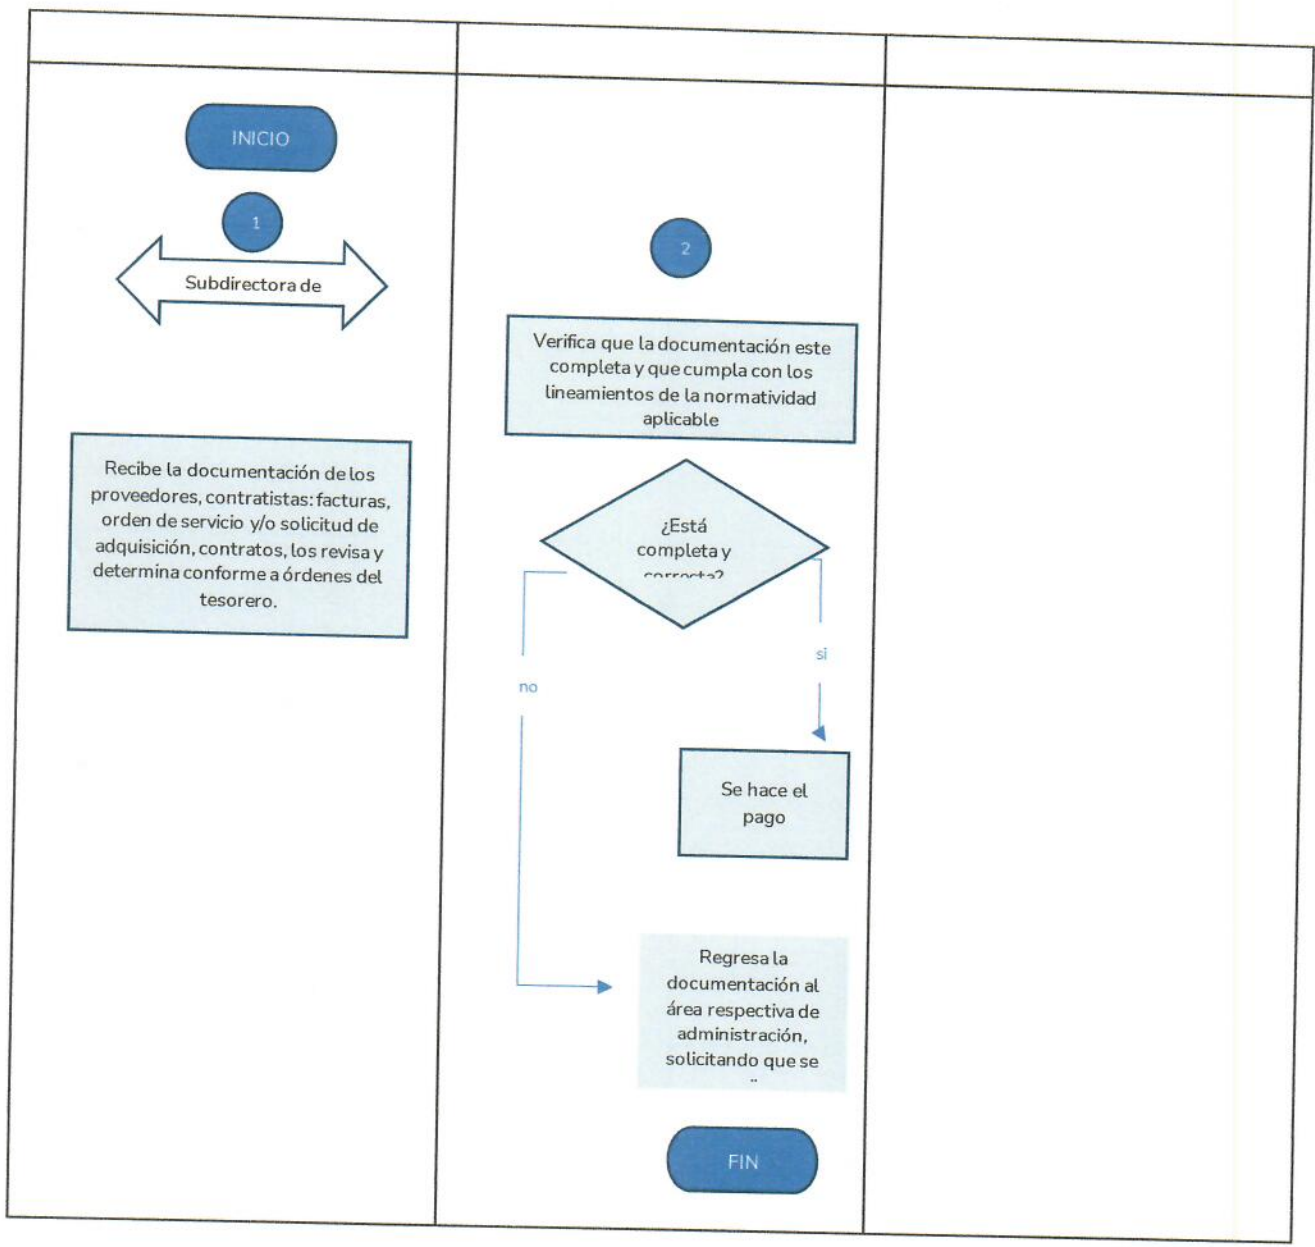 INICIO
1
Subdirectora de
Recibe la documentación de los
proveedores, contratistas: facturas,
orden de servicio y/o solicitud de
adquisición, contratos, los revisa y
determina conforme a órdenes del
tesorero.
2
Verifica que la documentación este
completa y que cumpla con los
lineamientos de la normatividad
aplicable
¿Está
completa y
correcta?
si
no
Se hace el
pago
Regresa la
documentación al
área respectiva de
administración,
solicitando que se
FIN